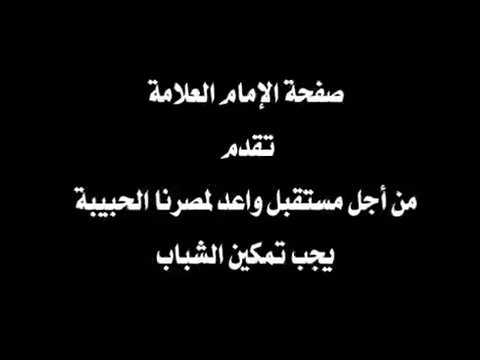 صفحة الإمام العلامة
تقدم
من أجل مستقبل واعد لمصرنا الحبيبة
يجب تمكين الشباب